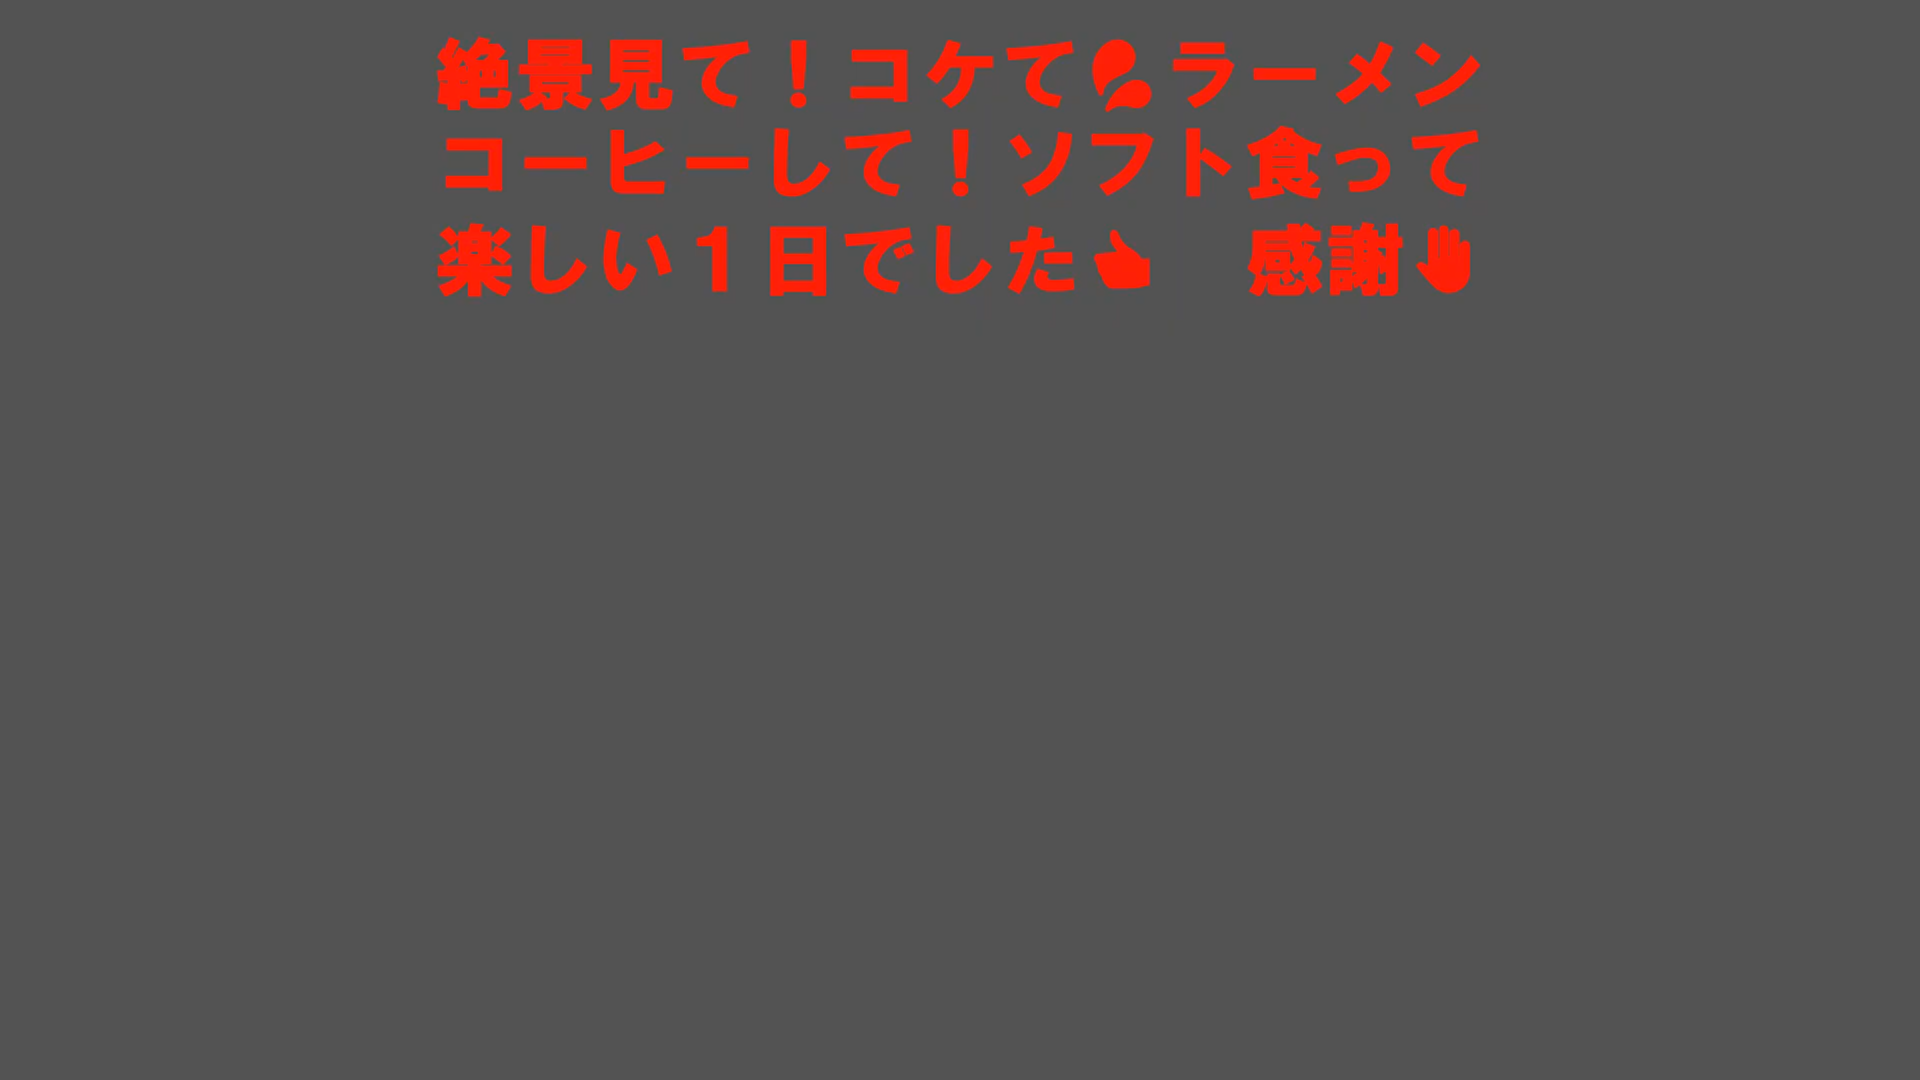 絶景見て！コケて💦ラーメン
コーヒーして！ソフト食って
楽しい１日でした👍　感謝✋